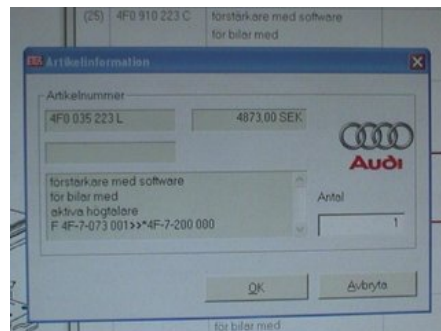 (25) 4F0 910 223 C förstärkare med software
för bilar med
Artikelinformation
Artikelnummer
4F0 035 223 L 4873,00 SEK
Audi
förstärkare med software
för bilar med
aktiva högtalare
F 4F-7-073 001>>*4F-7-200 000
Antal
1
OK
Avbryta
för bilar med